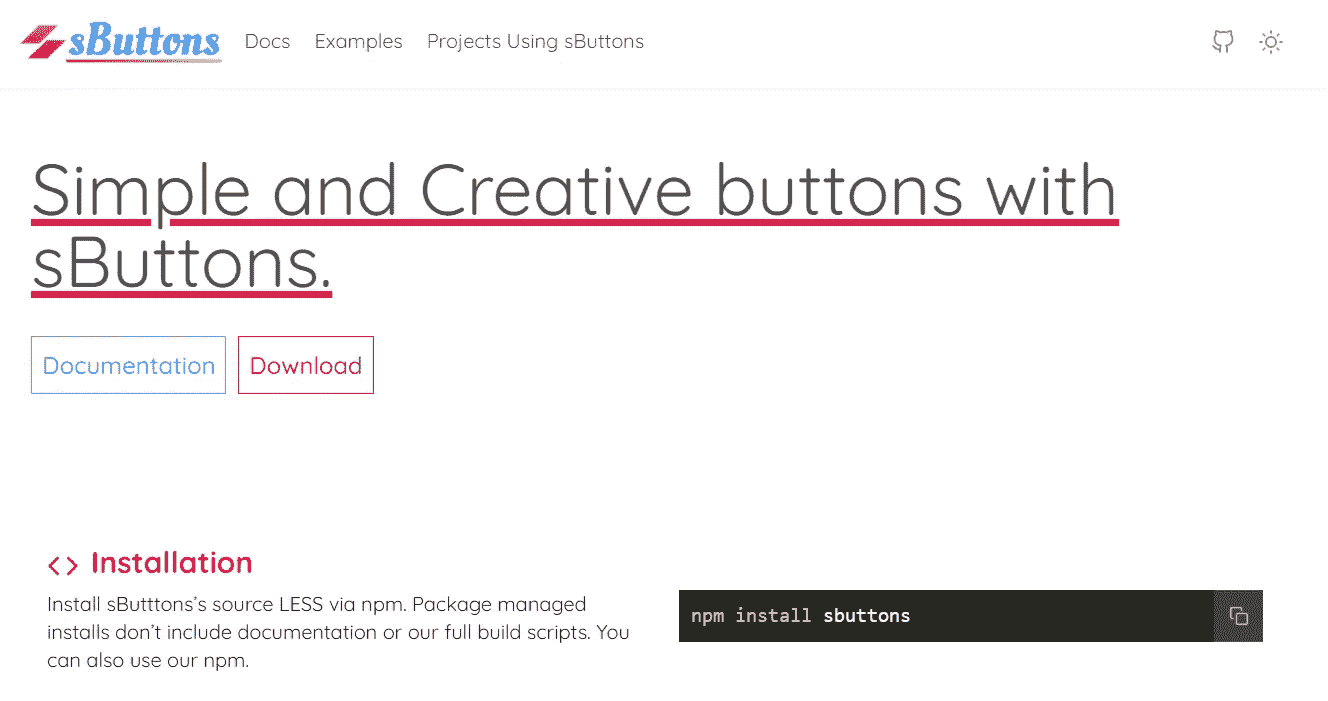 sButtons Docs Examples Projects Using sButtons
Simple and Creative buttons with
sButtons.
Documentation Download
<> Installation
Install sButttons’s source LESS via npm. Package managed
installs don’t include documentation or our full build scripts. You
can also use our npm.
npm install sbuttons